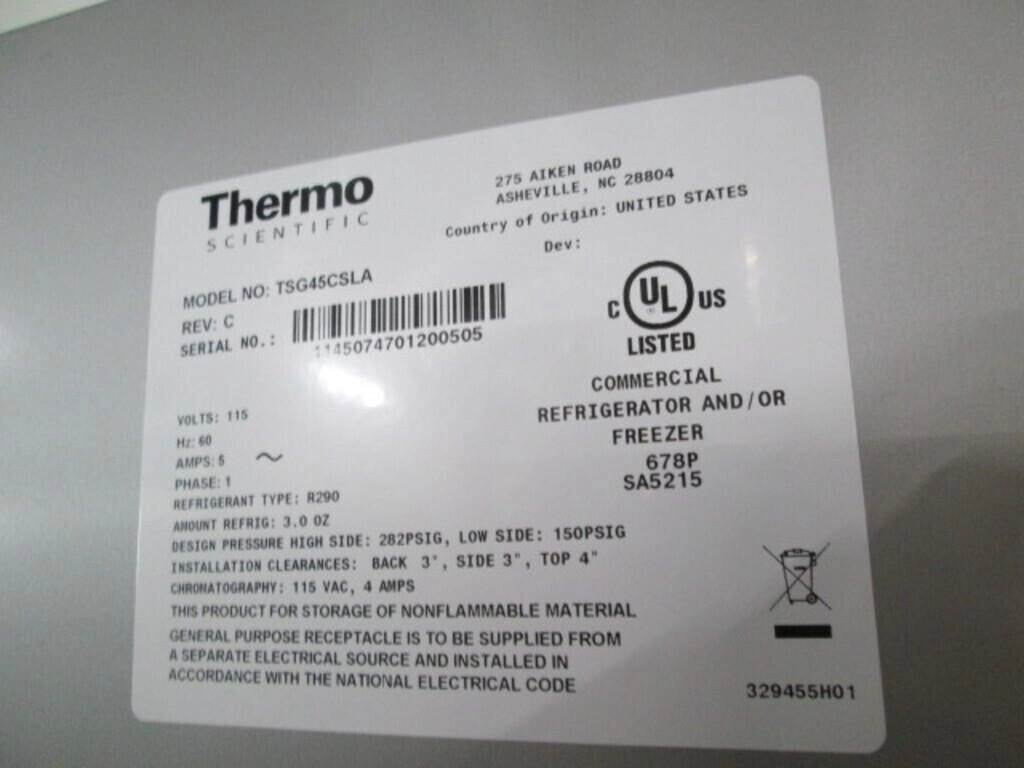 Thermo
SCIENTIFIC
275 AIKEN ROAD
ASHEVILLE, NC 28804
Country of Origin: UNITED STATES
Dev:
MODEL NO: TSG45CSLA
REV: C
SERIAL NO.:
1145074701200505
C UL US
®
LISTED
COMMERCIAL
REFRIGERATOR AND/OR
FREEZER
678P
SA5215
VOLTS: 115
Hz: 60
AMPS: 5 ~
PHASE: 1
REFRIGERANT TYPE: R290
AMOUNT REFRIG: 3.0 OZ
DESIGN PRESSURE HIGH SIDE: 282PSIG, LOW SIDE: 150PSIG
INSTALLATION CLEARANCES: BACK 3", SIDE 3", TOP 4"
CHROMATOGRAPHY: 115 VAC, 4 AMPS
THIS PRODUCT FOR STORAGE OF NONFLAMMABLE MATERIAL
GENERAL PURPOSE RECEPTACLE IS TO BE SUPPLIED FROM
A SEPARATE ELECTRICAL SOURCE AND INSTALLED IN
ACCORDANCE WITH THE NATIONAL ELECTRICAL CODE
329455H01